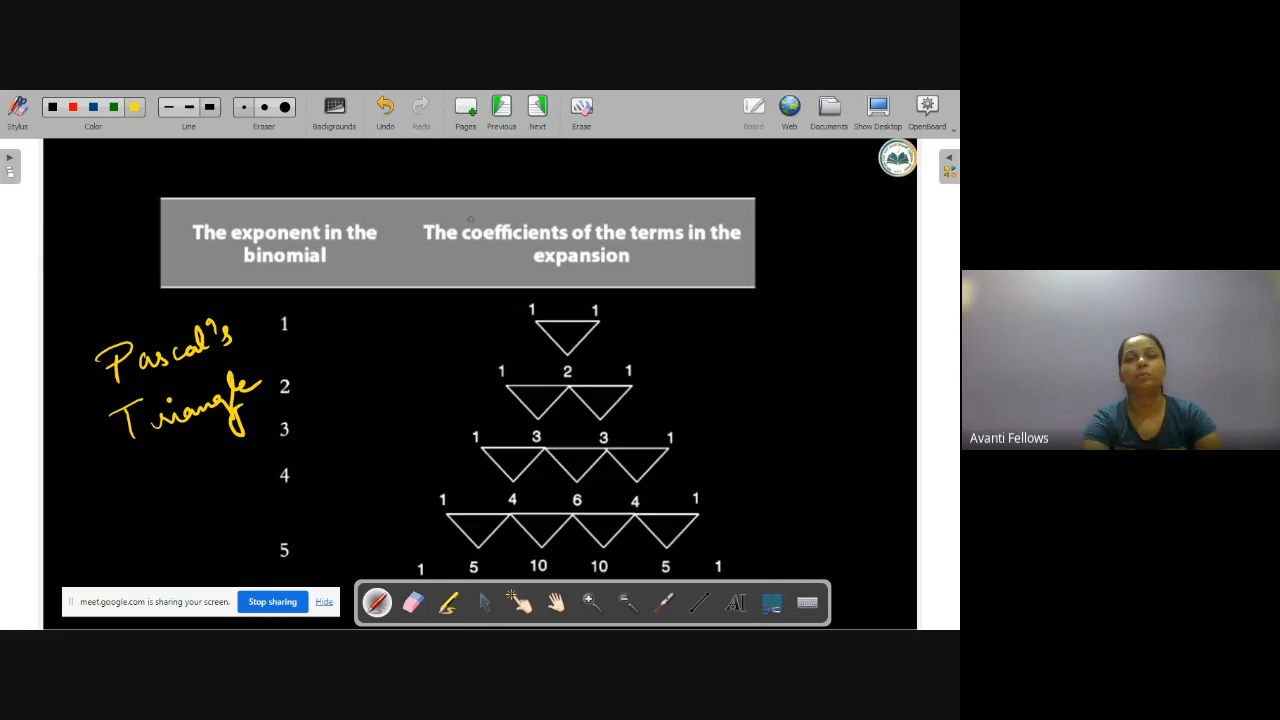 Stylus Color Line Eraser Backgrounds Undo Redo Pages Previous Next Erase Board Web Documents Show Desktop OpenBoard
The exponent in the binomial
The coefficients of the terms in the expansion
Pascal's
Triangle
1
1 1
2
1 2 1
3
1 3 3 1
4
1 4 6 4 1
5
1 5 10 10 5 1
meet.google.com is sharing your screen. Stop sharing Hide
AI
Avanti Fellows